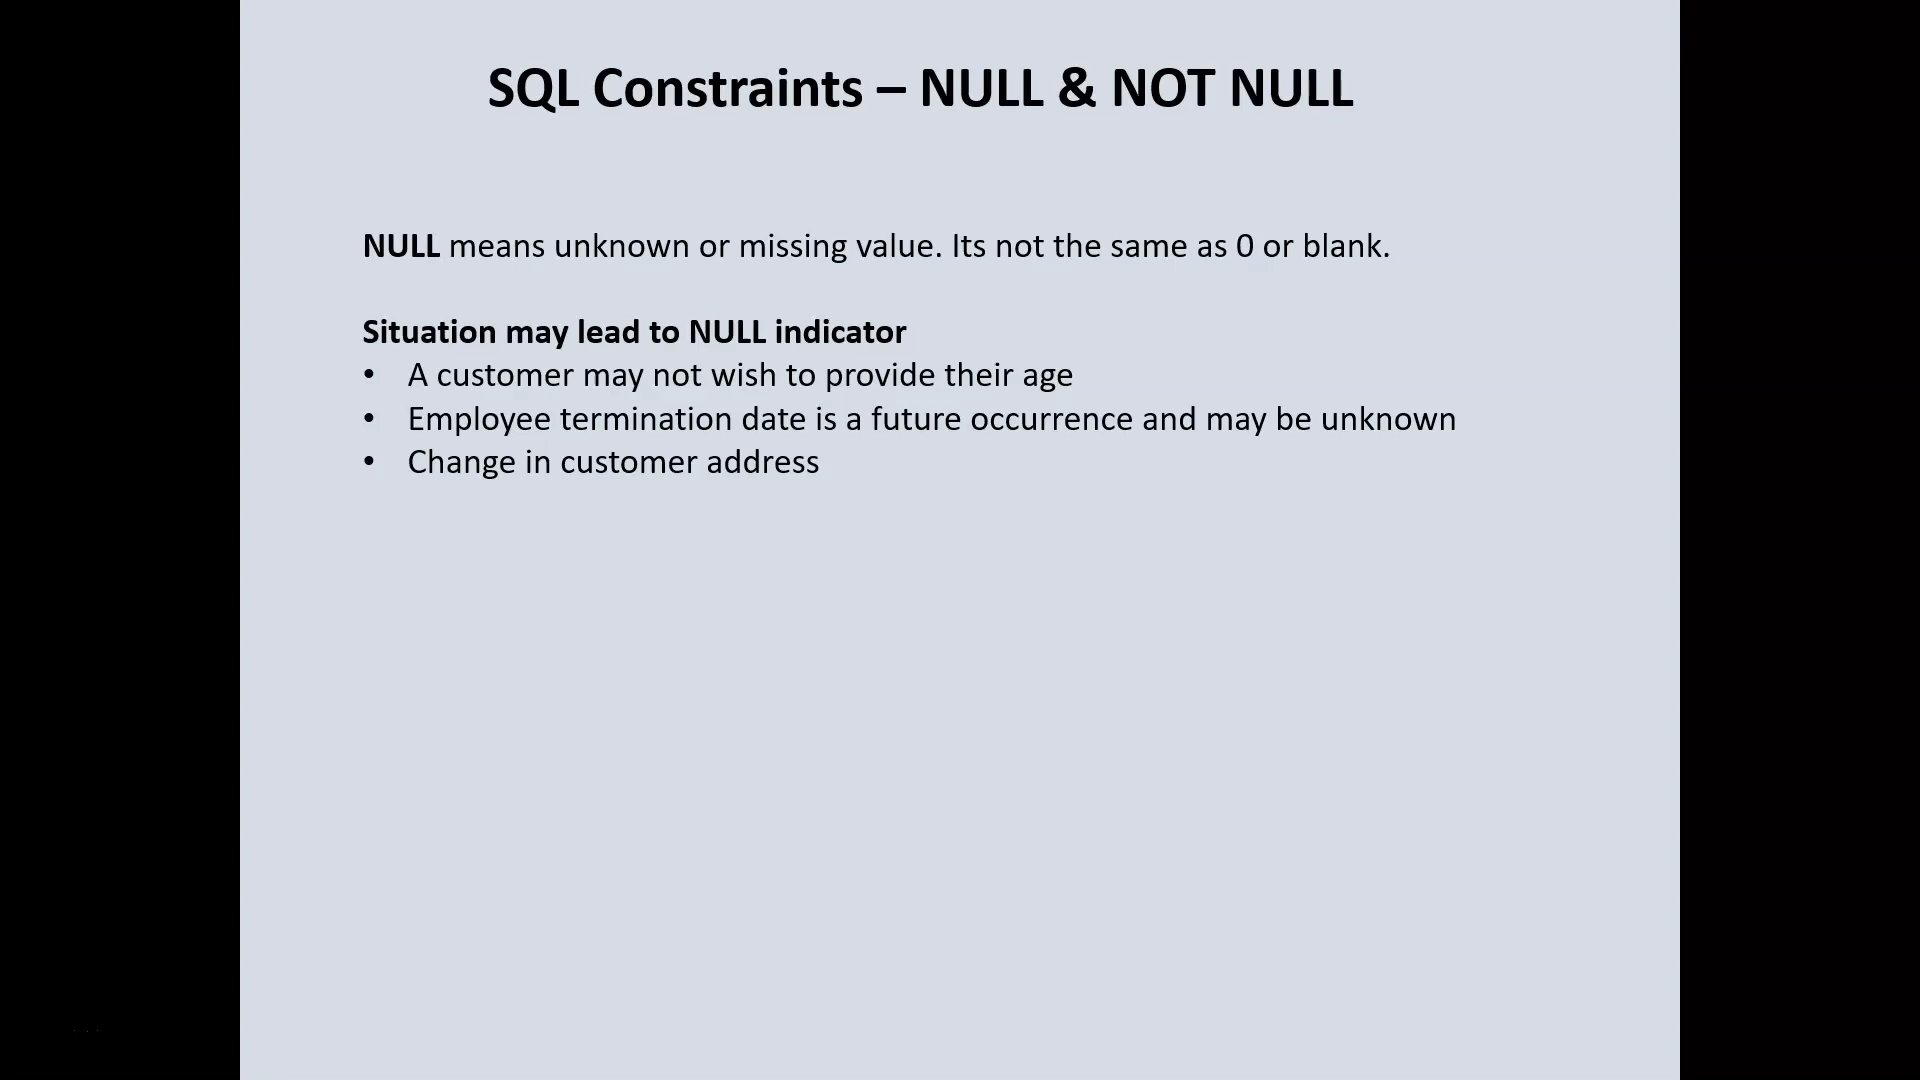 SQL Constraints – NULL & NOT NULL
NULL means unknown or missing value. Its not the same as 0 or blank.
Situation may lead to NULL indicator
• A customer may not wish to provide their age
• Employee termination date is a future occurrence and may be unknown
• Change in customer address